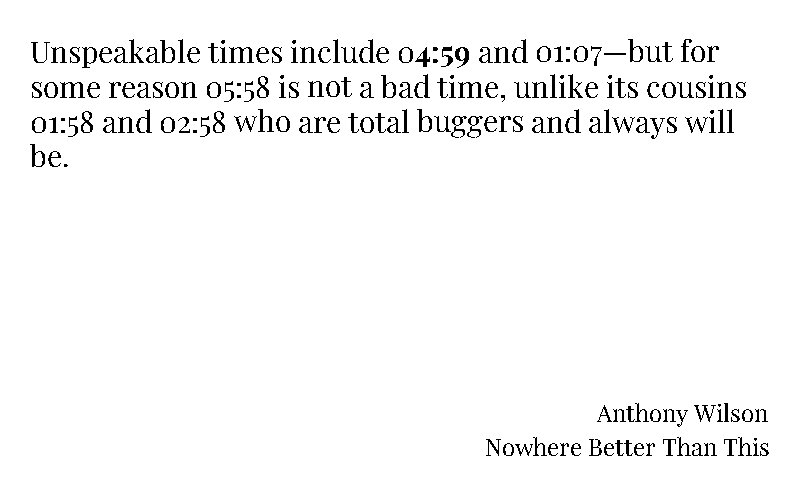 Unspeakable times include 04:59 and 01:07—but for
some reason 05:58 is not a bad time, unlike its cousins
01:58 and 02:58 who are total buggers and always will
be.
Anthony Wilson
Nowhere Better Than This